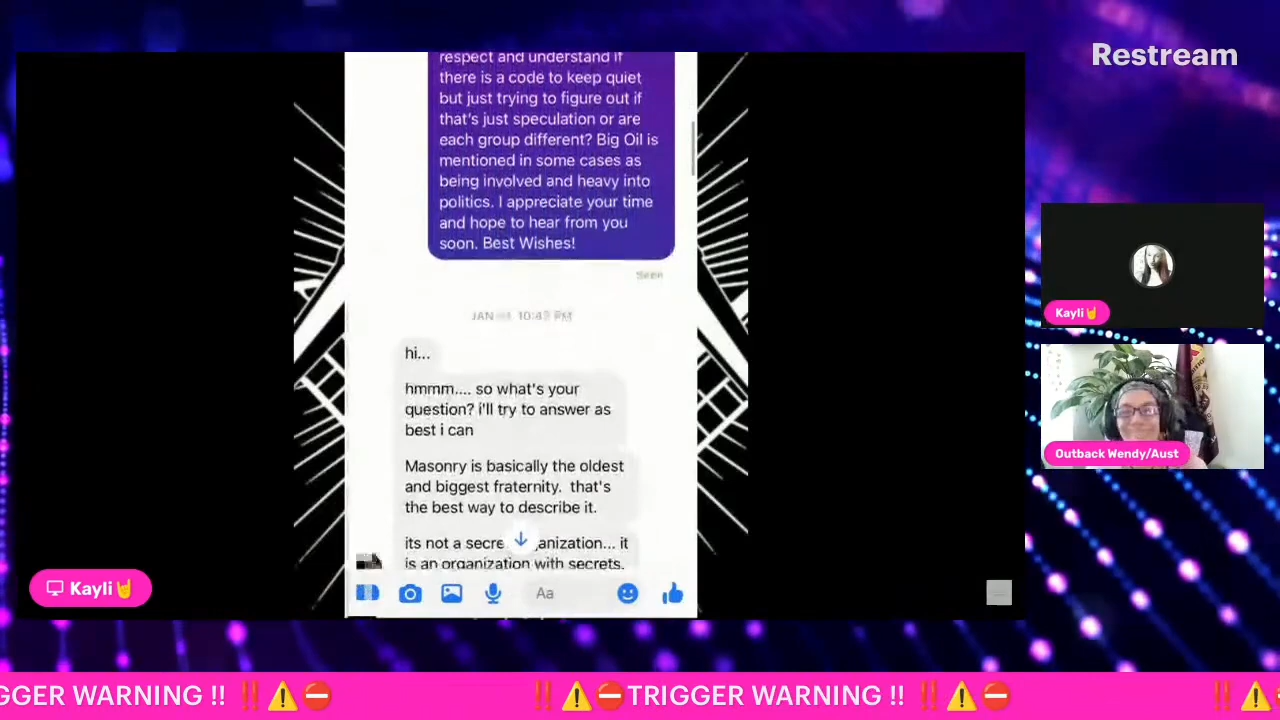 Restream
respect and understand if
there is a code to keep quiet
but just trying to figure out if
that's just speculation or are
each group different? Big Oil is
mentioned in some cases as
being involved and heavy into
politics. I appreciate your time
and hope to hear from you
soon. Best Wishes!
Seen
JAN 10:43 PM
hi...
hmmm.... so what's your
question? i'll try to answer as
best i can
Masonry is basically the oldest
and biggest fraternity. that's
the best way to describe it.
its not a secre anization... it
is an organization with secrets.
Aa
Kayli🤘
Kayli🤘
Outback Wendy/Aust
GGER WARNING !! ‼️⚠️⛔ ‼️⚠️⛔TRIGGER WARNING !! ‼️⚠️⛔ ‼️⚠️